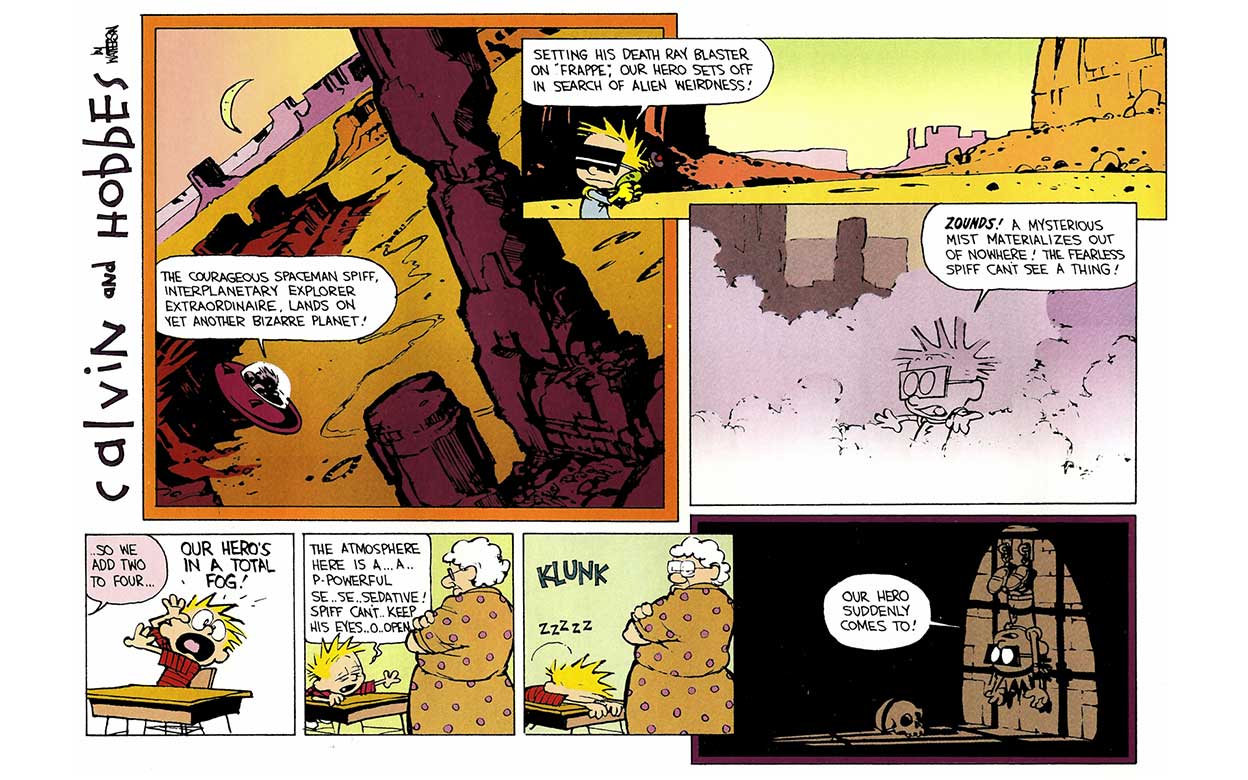 calvin and HobbEs
BY WATTERSON
THE COURAGEOUS SPACEMAN SPIFF,
INTERPLANETARY EXPLORER
EXTRAORDINAIRE, LANDS ON
YET ANOTHER BIZARRE PLANET!
SETTING HIS DEATH RAY BLASTER
ON "FRAPPE", OUR HERO SETS OFF
IN SEARCH OF ALIEN WEIRDNESS!
ZOUNDS! A MYSTERIOUS
MIST MATERIALIZES OUT
OF NOWHERE! THE FEARLESS
SPIFF CAN'T SEE A THING!
..SO WE
ADD TWO
TO FOUR...
OUR HERO'S
IN A TOTAL
FOG!
THE ATMOSPHERE
HERE IS A...A..
P-POWERFUL
SE..SE..SEDATIVE!
SPIFF CAN'T..KEEP
HIS EYES..O..OPEN
KLUNK
ZZZZZ
OUR HERO
SUDDENLY
COMES TO!